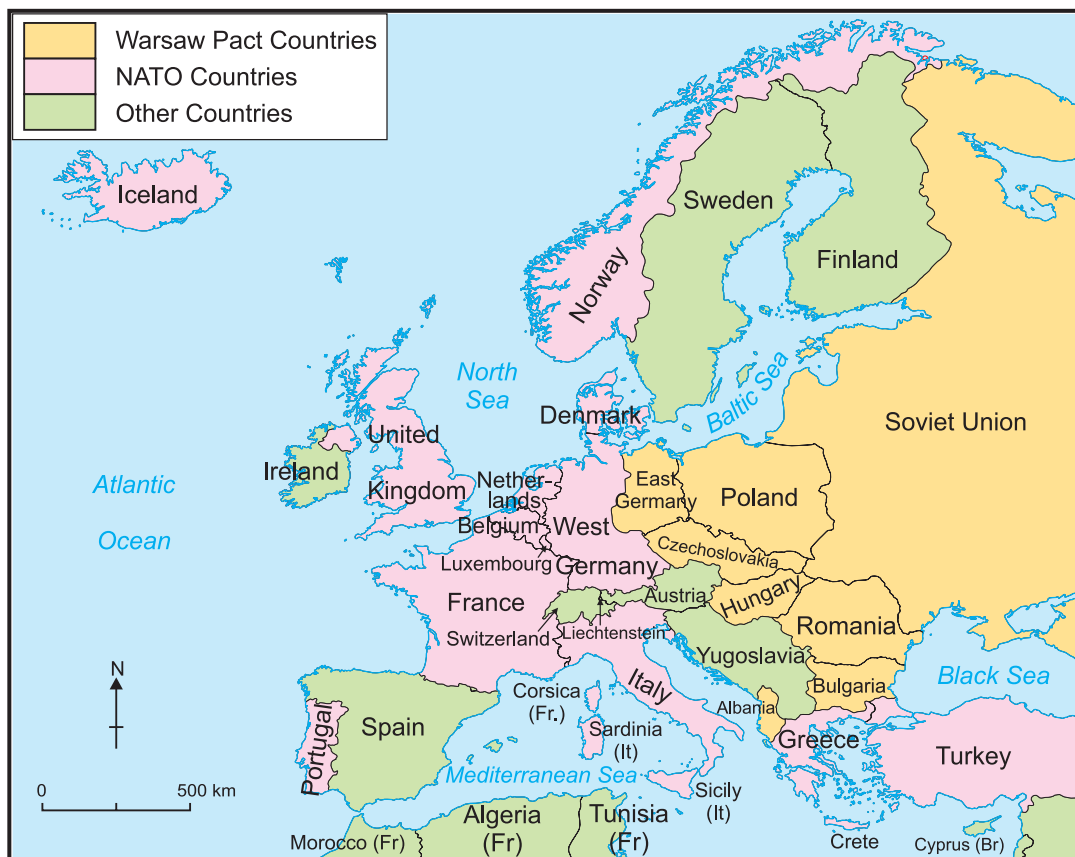 Warsaw Pact Countries
NATO Countries
Other Countries
Iceland
Sweden
Finland
Norway
North
Sea
Baltic Sea
Denmark
Soviet Union
United
Kingdom
Ireland
Atlantic
Ocean
Nether-
lands
Belgium
Luxembourg
West
Germany
East
Germany
Poland
Czechoslovakia
France
Switzerland
Liechtenstein
Austria
Hungary
Romania
Yugoslavia
Bulgaria
Black Sea
Albania
Italy
Corsica
(Fr.)
Sardinia
(It)
Spain
Portugal
Greece
Turkey
Mediterranean Sea
Sicily
(It)
N
0 500 km
Morocco (Fr)
Algeria
(Fr)
Tunisia
(Fr)
Crete
Cyprus (Br)